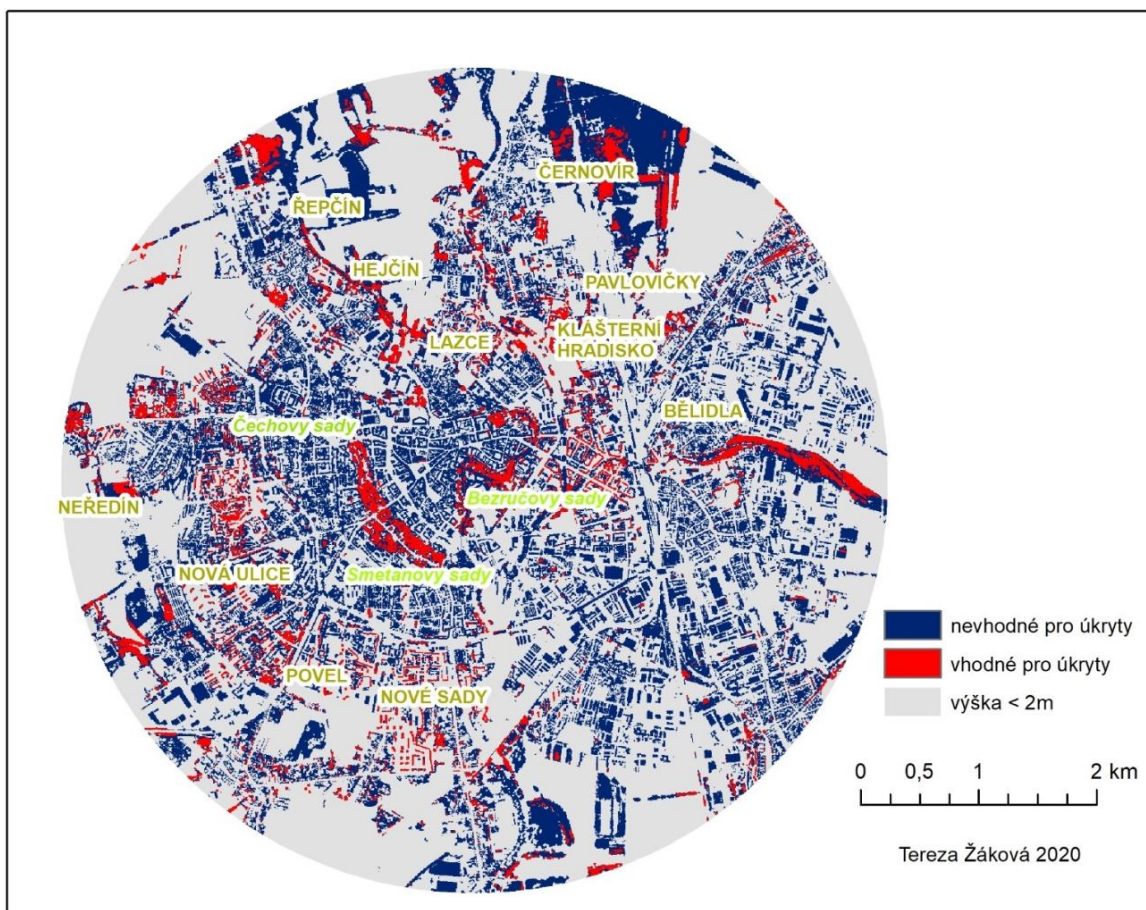 ČERNOVÍR
ŘEPČÍN
HEJČÍN
PAVLOVIČKY
KLÁŠTERNÍ
HRADISKO
LAZCE
BĚLIDLA
Čechovy sady
NEŘEDÍN
Bezručovy sady
NOVÁ ULICE
Smetanovy sady
POVEL
NOVÉ SADY
nevhodné pro úkryty
vhodné pro úkryty
výška < 2m
0 0,5 1 2 km
Tereza Žáková 2020